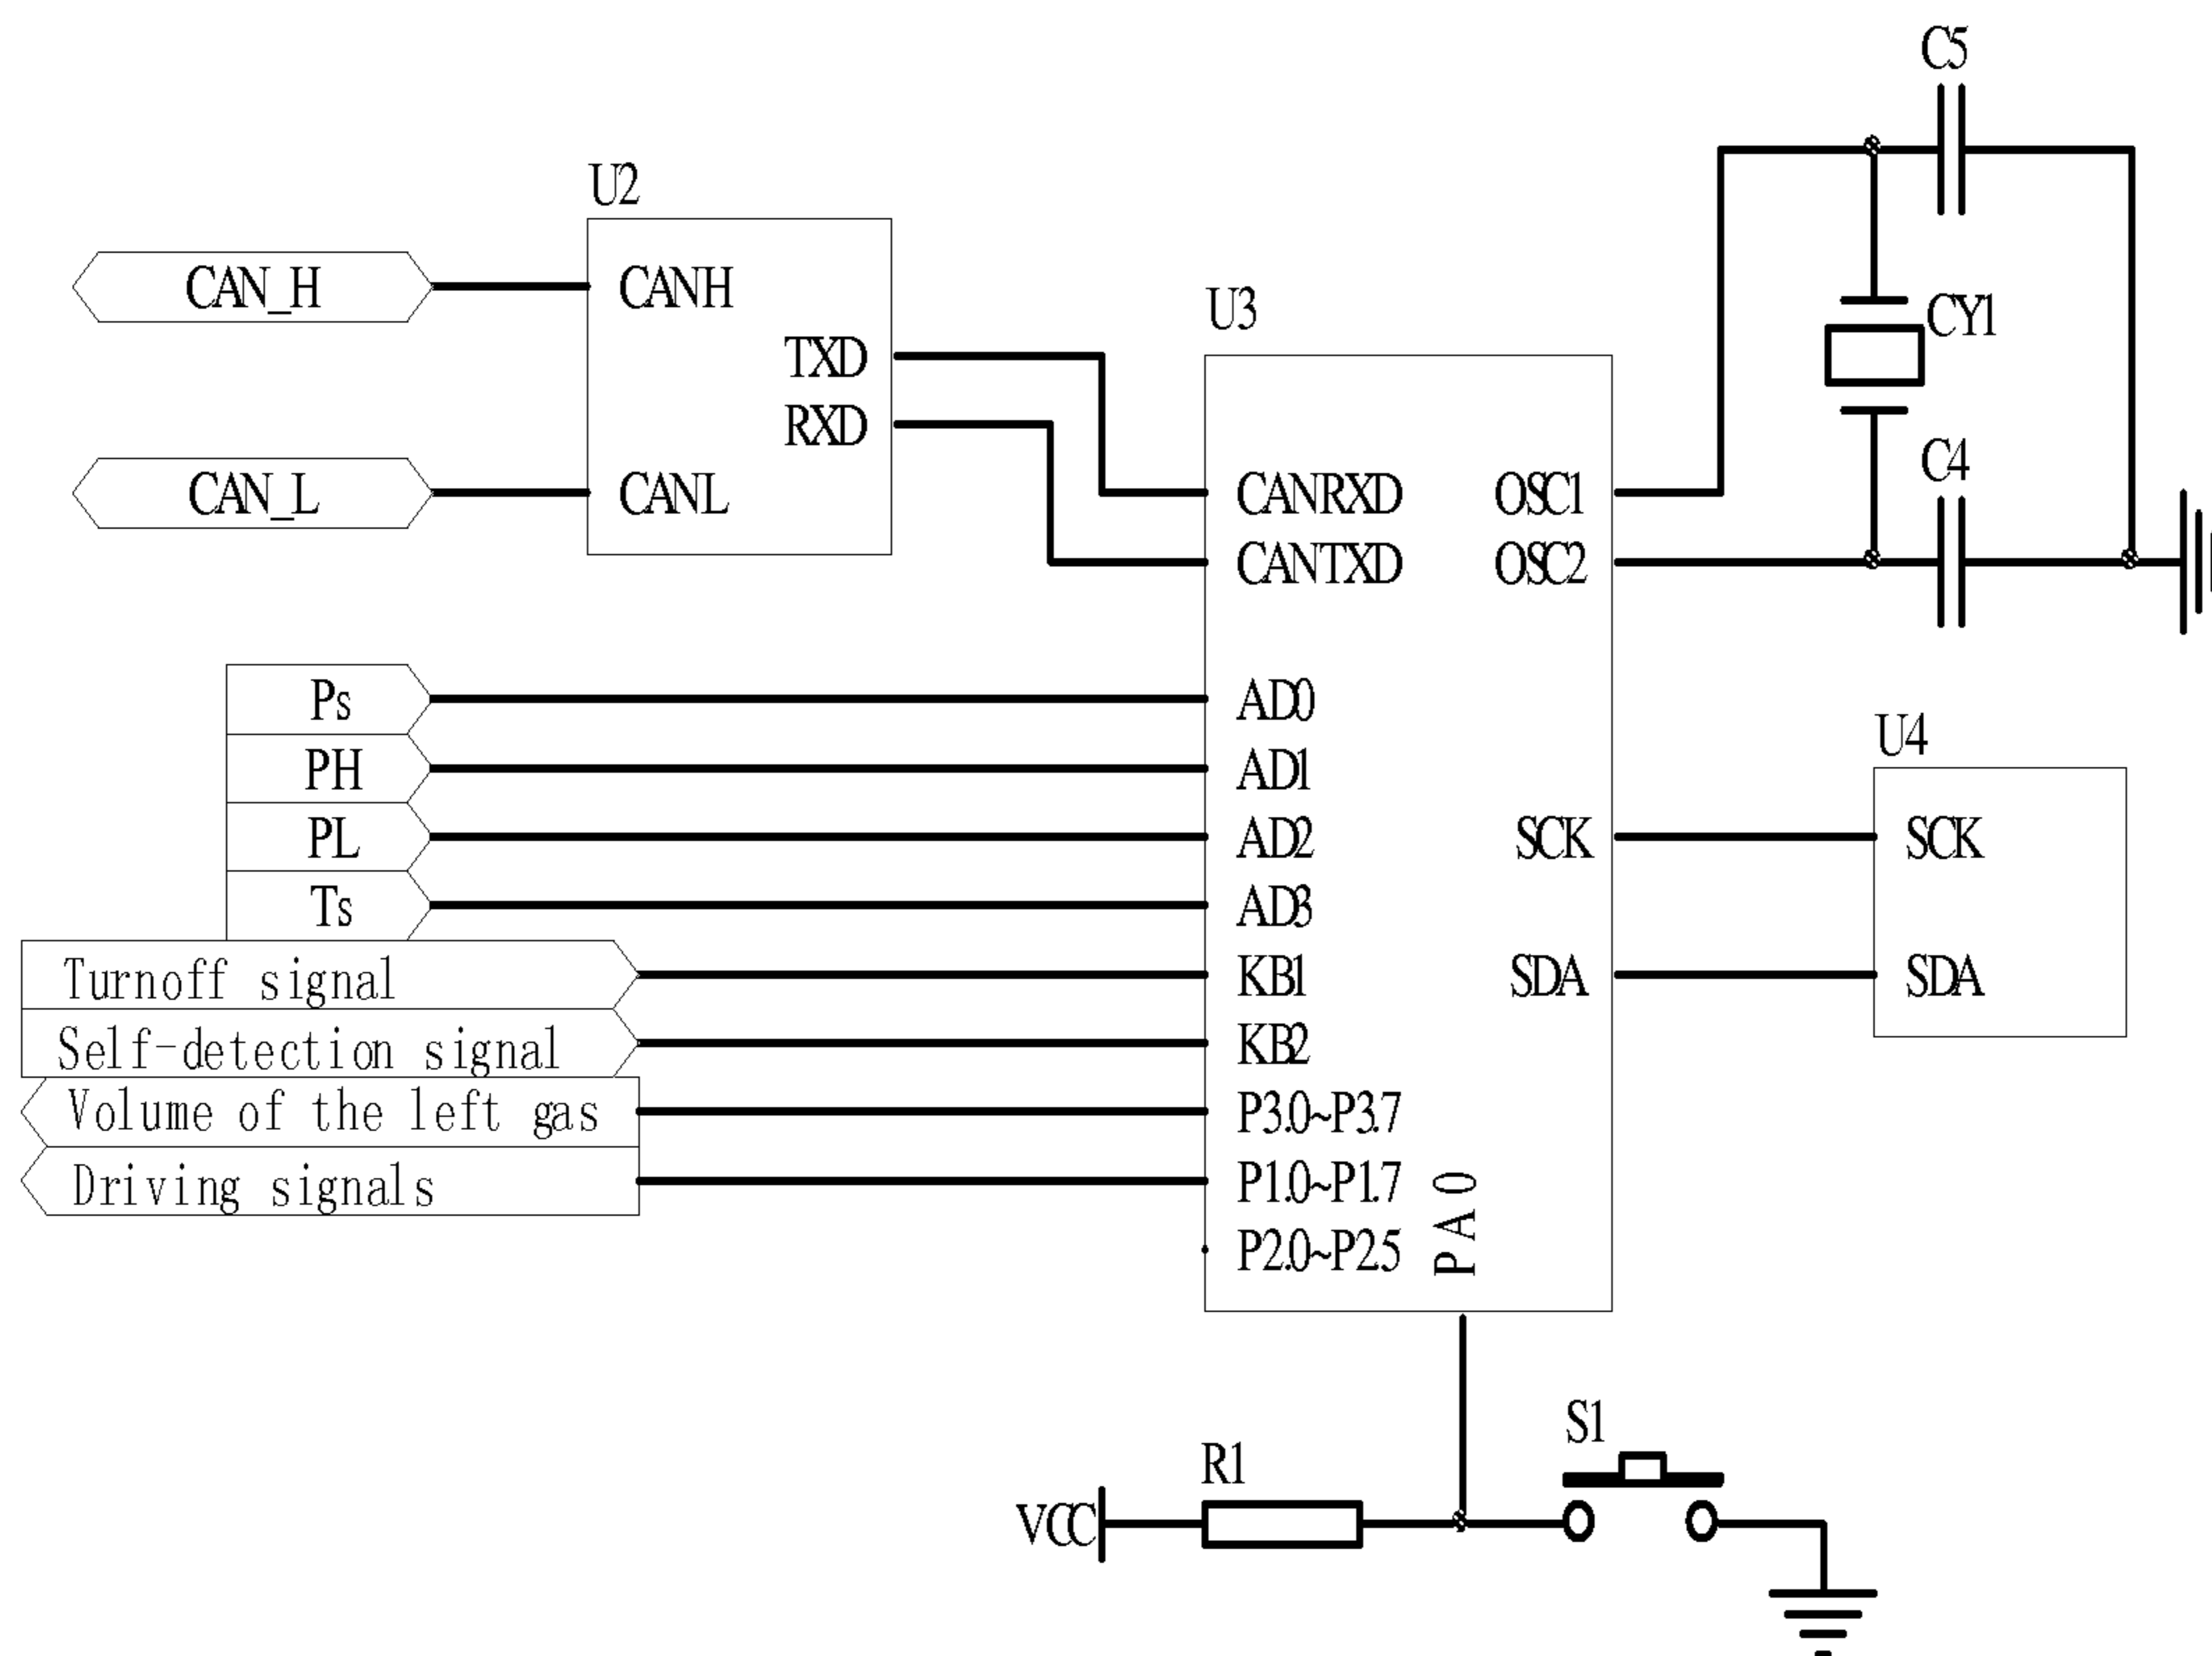 C5
U2
CAN_H
CANH
U3
CY1
TXD
RXD
C4
CAN_L
CANL
CANRXD
OSC1
CANTXD
OSC2
Ps
AD0
U4
PH
AD1
PL
AD2
SCK
SCK
Ts
AD3
Turnoff signal
KB1
SDA
SDA
Self-detection signal
KB2
Volume of the left gas
P3.0~P3.7
Driving signals
P1.0~P1.7
PA0
P2.0~P2.5
S1
R1
VCC